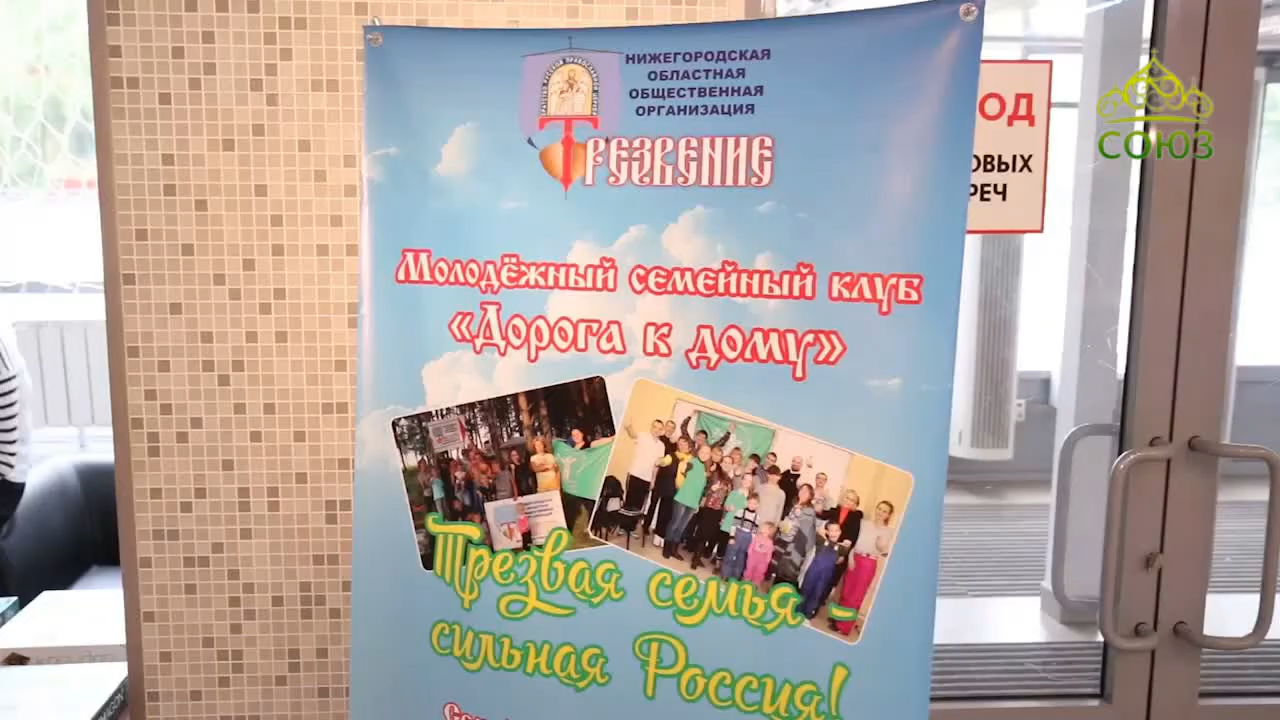 НИЖЕГОРОДСКАЯ
ОБЛАСТНАЯ
ОБЩЕСТВЕННАЯ
ОРГАНИЗАЦИЯ
ТРЕЗВЕНИЕ
МОЛОДЁЖНЫЙ СЕМЕЙНЫЙ КЛУБ
«ДОРОГА К ДОМУ»
Трезвая семья -
сильная Россия!
ОД
ОВЫХ
РЕЧ
СОЮЗ